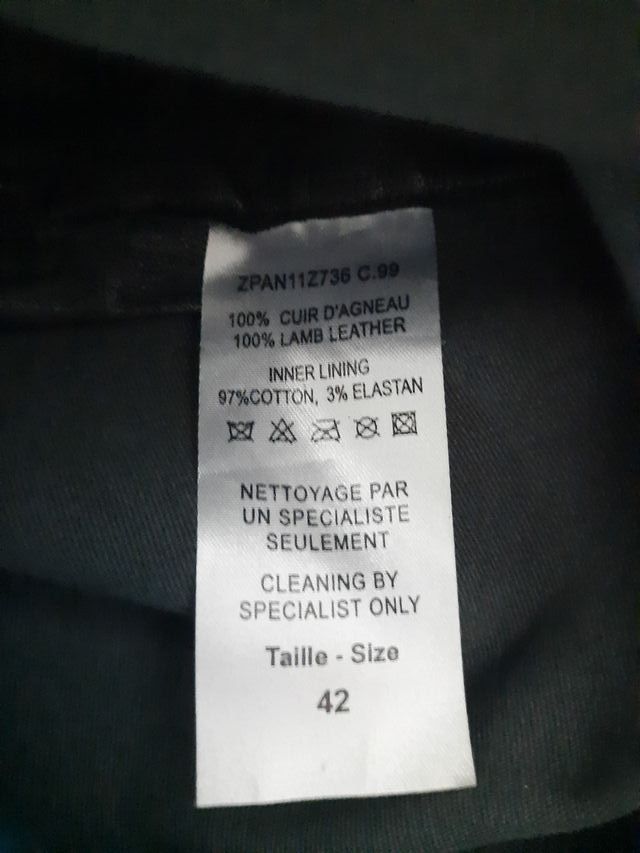 ZPAN11Z736 C.99
100% CUIR D'AGNEAU
100% LAMB LEATHER
INNER LINING
97%COTTON, 3% ELASTAN
NETTOYAGE PAR
UN SPECIALISTE
SEULEMENT
CLEANING BY
SPECIALIST ONLY
Taille - Size
42